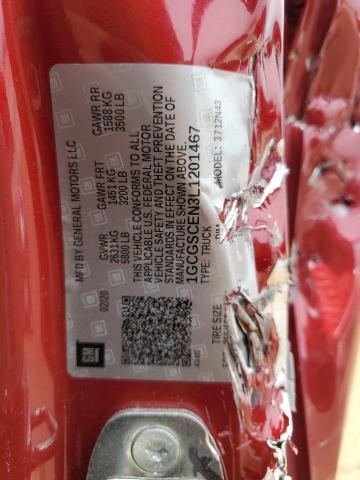 MFD BY GENERAL MOTORS LLC
02/20
GVWR
2631 KG
5800 LB
GAWR FRT
1451 KG
3200 LB
GAWR RR
1588 KG
3500 LB
THIS VEHICLE CONFORMS TO ALL
APPLICABLE U.S. FEDERAL MOTOR
VEHICLE SAFETY AND THEFT PREVENTION
STANDARDS IN EFFECT ON THE DATE OF
MANUFACTURE SHOWN ABOVE.
1GCGSCEN3L1201467
TYPE: TRUCK
MODEL: 3712N43
TIRE SIZE
GM